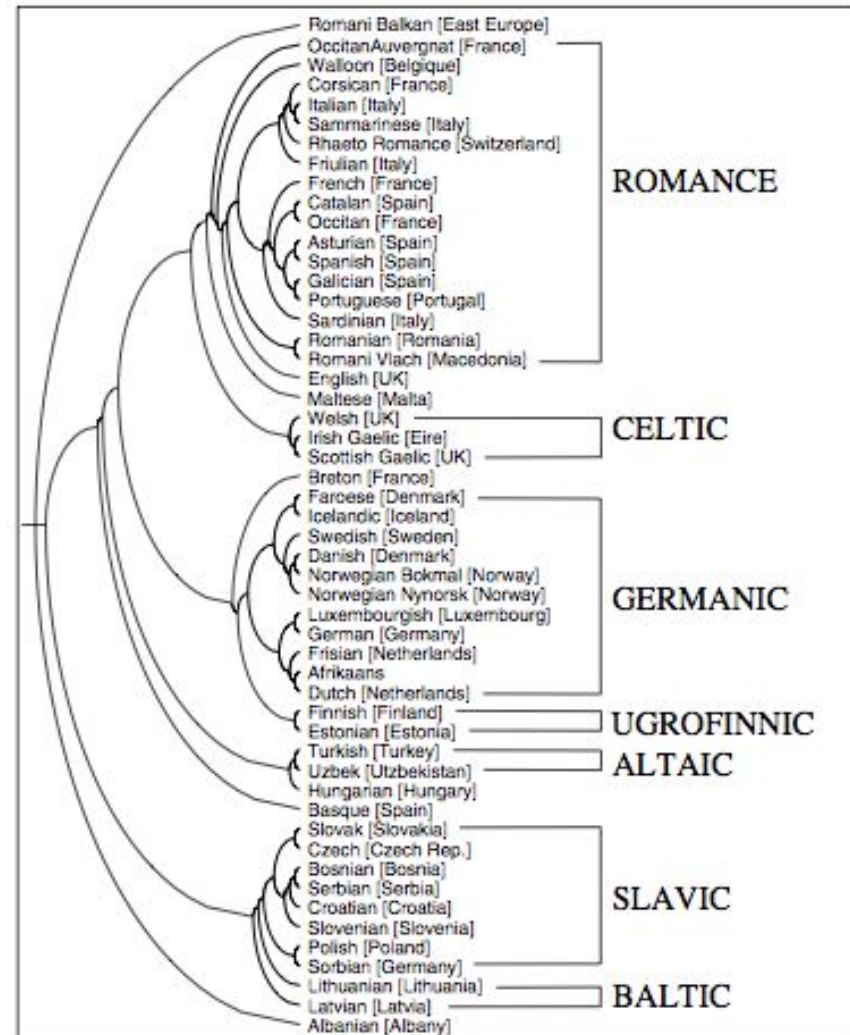 Romani Balkan [East Europe]
OccitanAuvergnat [France]
Walloon [Belgique]
Corsican [France]
Italian [Italy]
Sammarinese [Italy]
Rhaeto Romance [Switzerland]
Friulian [Italy]
French [France]
Catalan [Spain]
Occitan [France]
Asturian [Spain]
Spanish [Spain]
Galician [Spain]
Portuguese [Portugal]
Sardinian [Italy]
Romanian [Romania]
Romani Vlach [Macedonia]
English [UK]
Maltese [Malta]
Welsh [UK]
Irish Gaelic [Eire]
Scottish Gaelic [UK]
Breton [France]
Faroese [Denmark]
Icelandic [Iceland]
Swedish [Sweden]
Danish [Denmark]
Norwegian Bokmal [Norway]
Norwegian Nynorsk [Norway]
Luxembourgish [Luxembourg]
German [Germany]
Frisian [Netherlands]
Afrikaans
Dutch [Netherlands]
Finnish [Finland]
Estonian [Estonia]
Turkish [Turkey]
Uzbek [Utzbekistan]
Hungarian [Hungary]
Basque [Spain]
Slovak [Slovakia]
Czech [Czech Rep.]
Bosnian [Bosnia]
Serbian [Serbia]
Croatian [Croatia]
Slovenian [Slovenia]
Polish [Poland]
Sorbian [Germany]
Lithuanian [Lithuania]
Latvian [Latvia]
Albanian [Albany]
ROMANCE
CELTIC
GERMANIC
UGROFINNIC
ALTAIC
SLAVIC
BALTIC